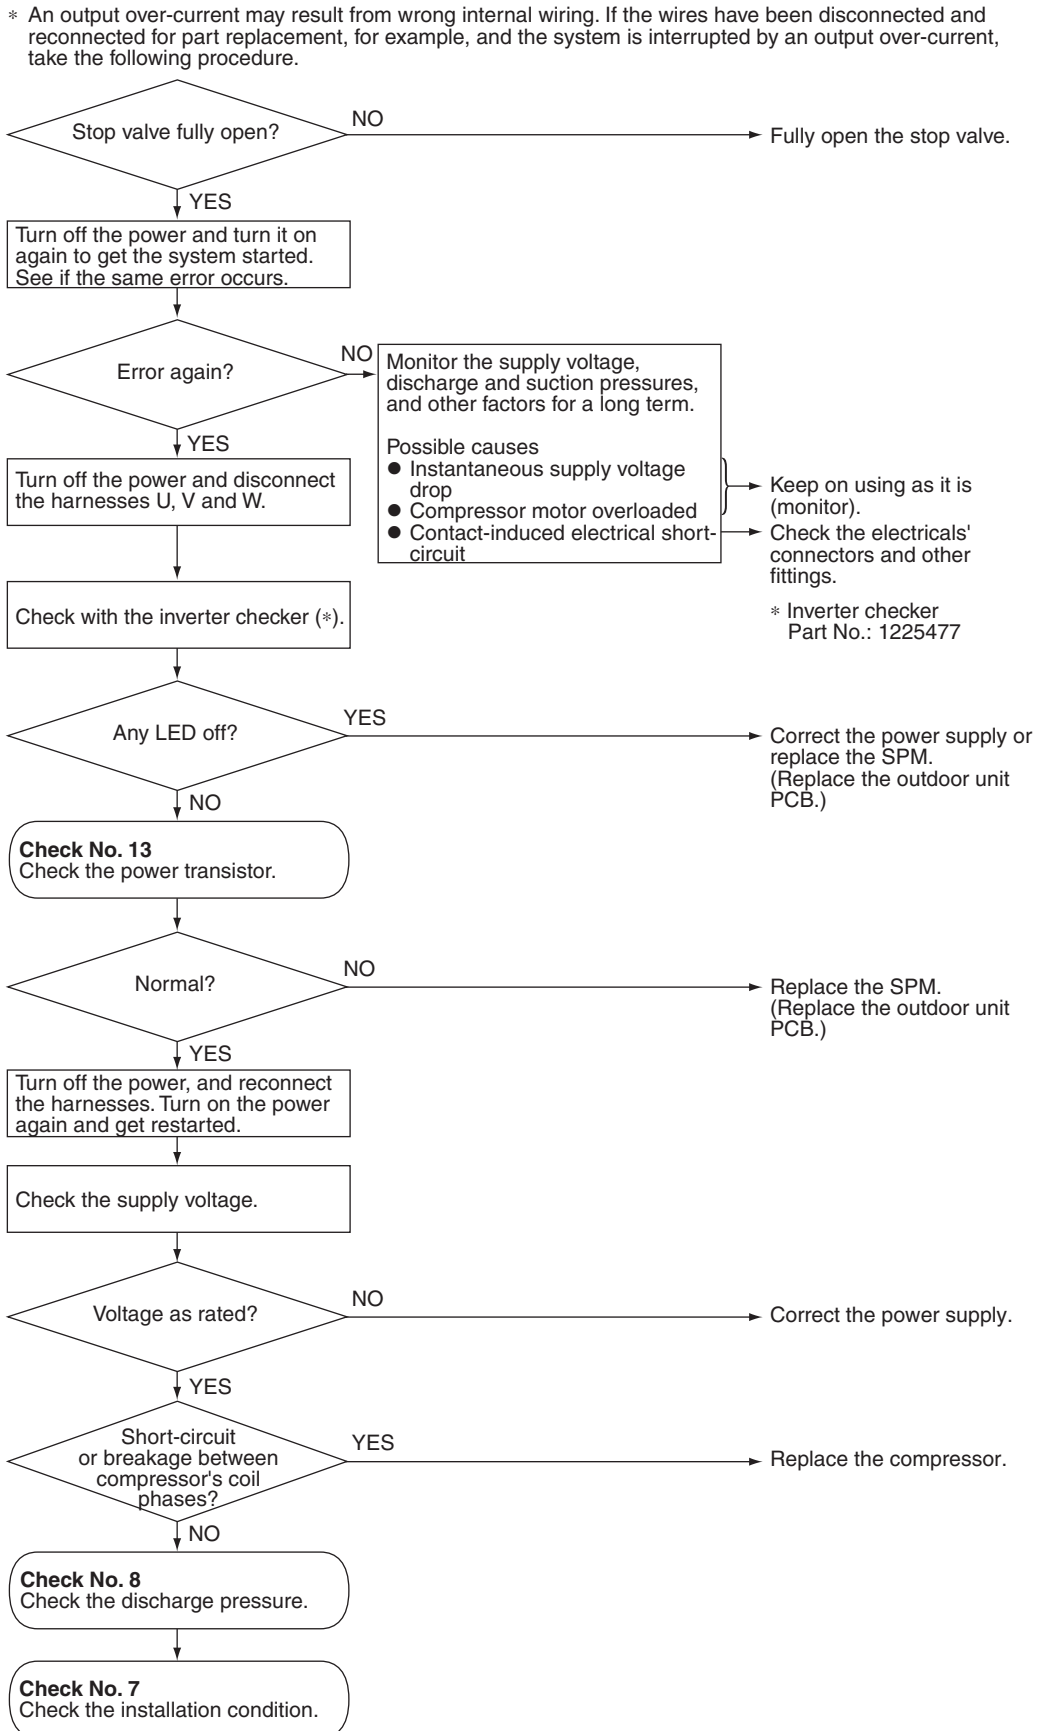 * An output over-current may result from wrong internal wiring. If the wires have been disconnected and
reconnected for part replacement, for example, and the system is interrupted by an output over-current,
take the following procedure.
Stop valve fully open?
NO
Fully open the stop valve.
YES
Turn off the power and turn it on
again to get the system started.
See if the same error occurs.
Error again?
NO
Monitor the supply voltage,
discharge and suction pressures,
and other factors for a long term.
Possible causes
● Instantaneous supply voltage
drop
● Compressor motor overloaded
● Contact-induced electrical short-
circuit
Keep on using as it is
(monitor).
Check the electricals'
connectors and other
fittings.
* Inverter checker
Part No.: 1225477
YES
Turn off the power and disconnect
the harnesses U, V and W.
Check with the inverter checker (*).
Any LED off?
YES
Correct the power supply or
replace the SPM.
(Replace the outdoor unit
PCB.)
NO
Check No. 13
Check the power transistor.
Normal?
NO
Replace the SPM.
(Replace the outdoor unit
PCB.)
YES
Turn off the power, and reconnect
the harnesses. Turn on the power
again and get restarted.
Check the supply voltage.
Voltage as rated?
NO
Correct the power supply.
YES
Short-circuit
or breakage between
compressor's coil
phases?
YES
Replace the compressor.
NO
Check No. 8
Check the discharge pressure.
Check No. 7
Check the installation condition.